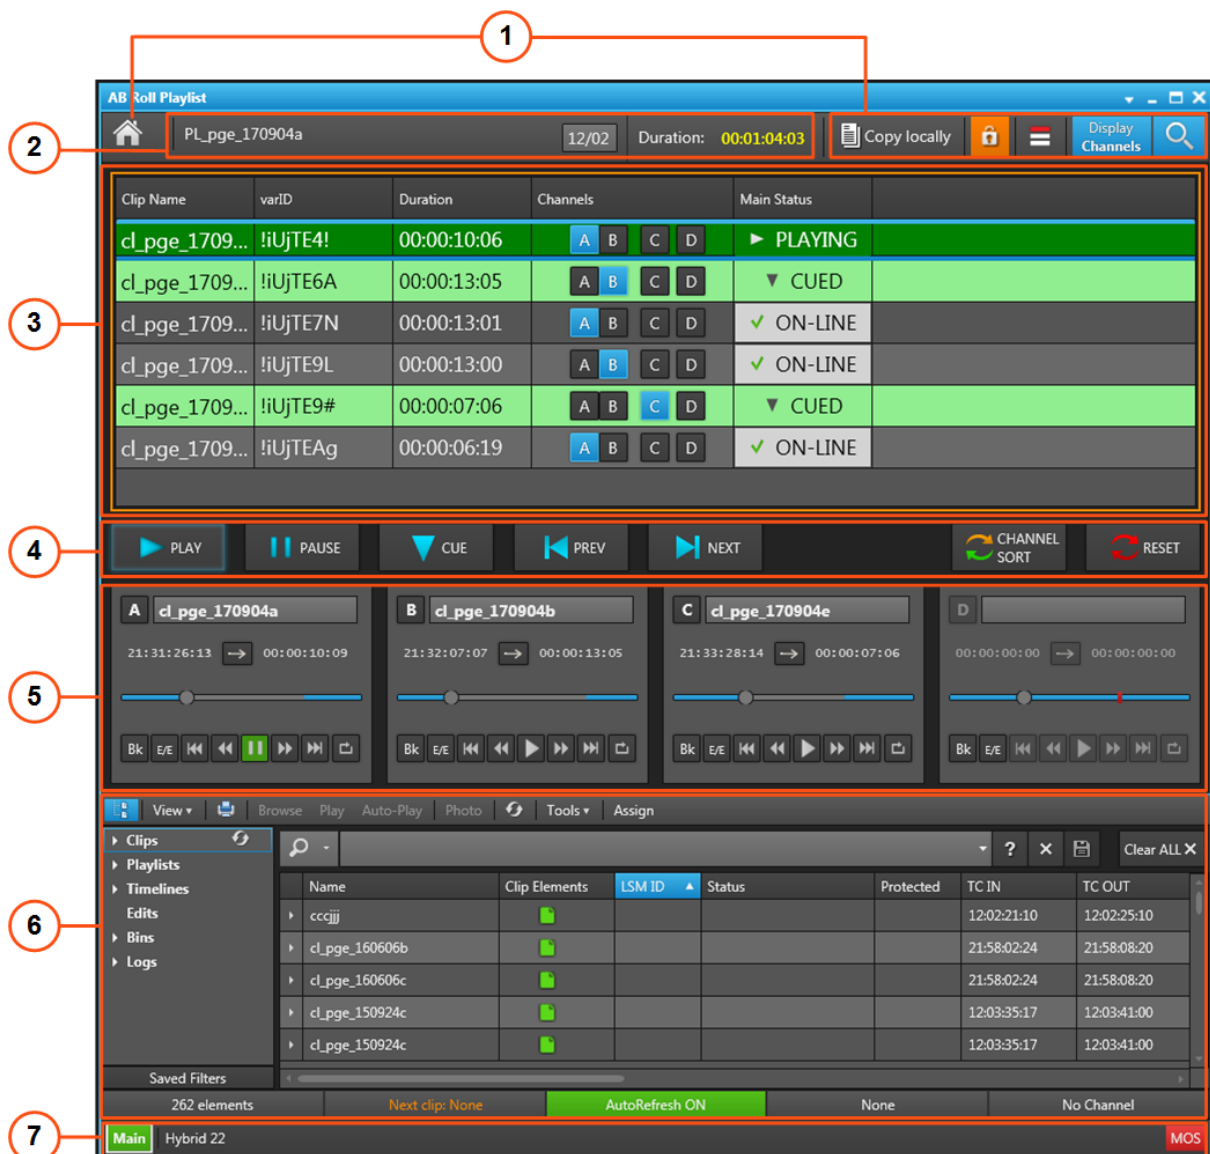 1
AB Roll Playlist
2
PL_pge_170904a 12/02 Duration: 00:01:04:03 Copy locally Display Channels
Clip Name varID Duration Channels Main Status
cl_pge_1709... !iUjTE4! 00:00:10:06 A B C D PLAYING
cl_pge_1709... !iUjTE6A 00:00:13:05 A B C D CUED
3
cl_pge_1709... !iUjTE7N 00:00:13:01 A B C D ON-LINE
cl_pge_1709... !iUjTE9L 00:00:13:00 A B C D ON-LINE
cl_pge_1709... !iUjTE9# 00:00:07:06 A B C D CUED
cl_pge_1709... !iUjTEAg 00:00:06:19 A B C D ON-LINE
4
PLAY PAUSE CUE PREV NEXT CHANNEL SORT RESET
A cl_pge_170904a B cl_pge_170904b C cl_pge_170904e D
21:31:26:13 00:00:10:09 21:32:07:07 00:00:13:05 21:33:28:14 00:00:07:06 00:00:00:00 00:00:00:00
5
Bk E/E Bk E/E Bk E/E Bk E/E
View Browse Play Auto-Play Photo Tools Assign
Clips ? Clear ALL
Playlists
Timelines
Edits
Bins
Logs
6
Name Clip Elements LSM ID Status Protected TC IN TC OUT
cccjjj 12:02:21:10 12:02:25:10
cl_pge_160606b 21:58:02:24 21:58:08:20
cl_pge_160606c 21:58:02:24 21:58:08:20
cl_pge_150924c 12:03:35:17 12:03:41:00
cl_pge_150924c 12:03:35:17 12:03:41:00
Saved Filters
262 elements Next clip: None AutoRefresh ON None No Channel
7
Main Hybrid 22 MOS